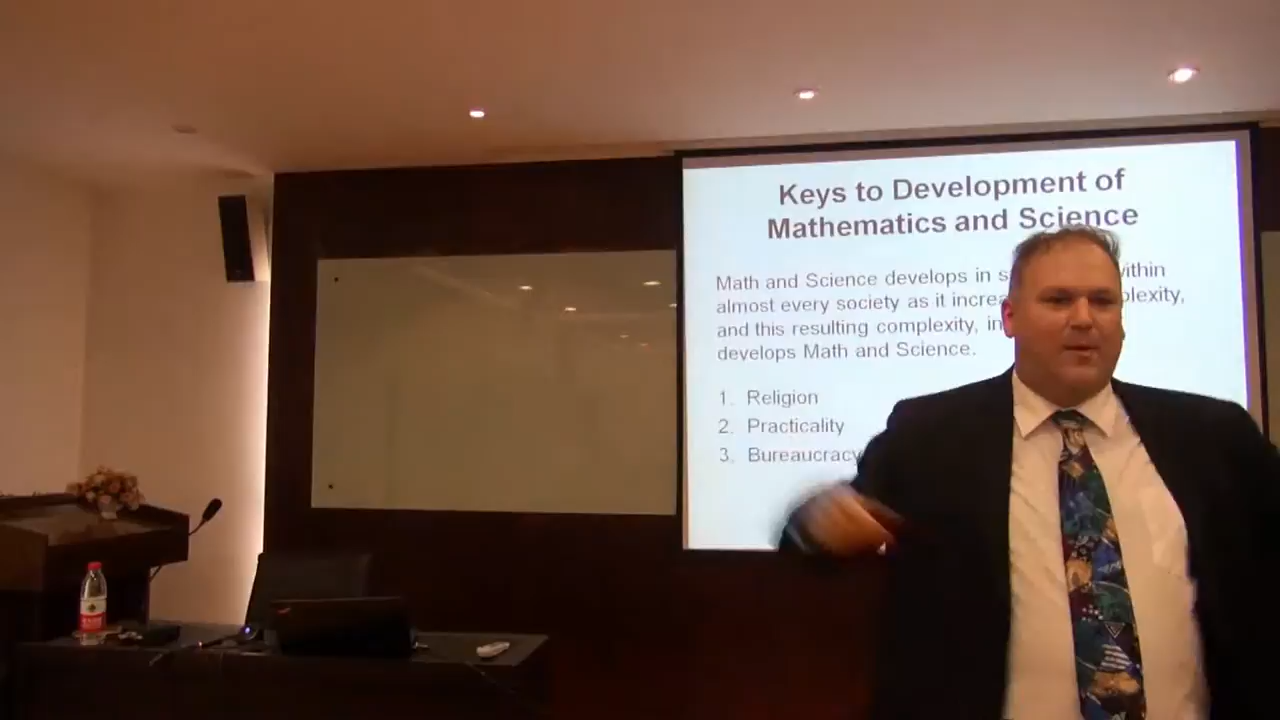 Keys to Development of
Mathematics and Science
Math and Science develops in
almost every society as it
and this resulting complexity,
develops Math and Science.
1. Religion
2. Practicality
3. Bureaucracy